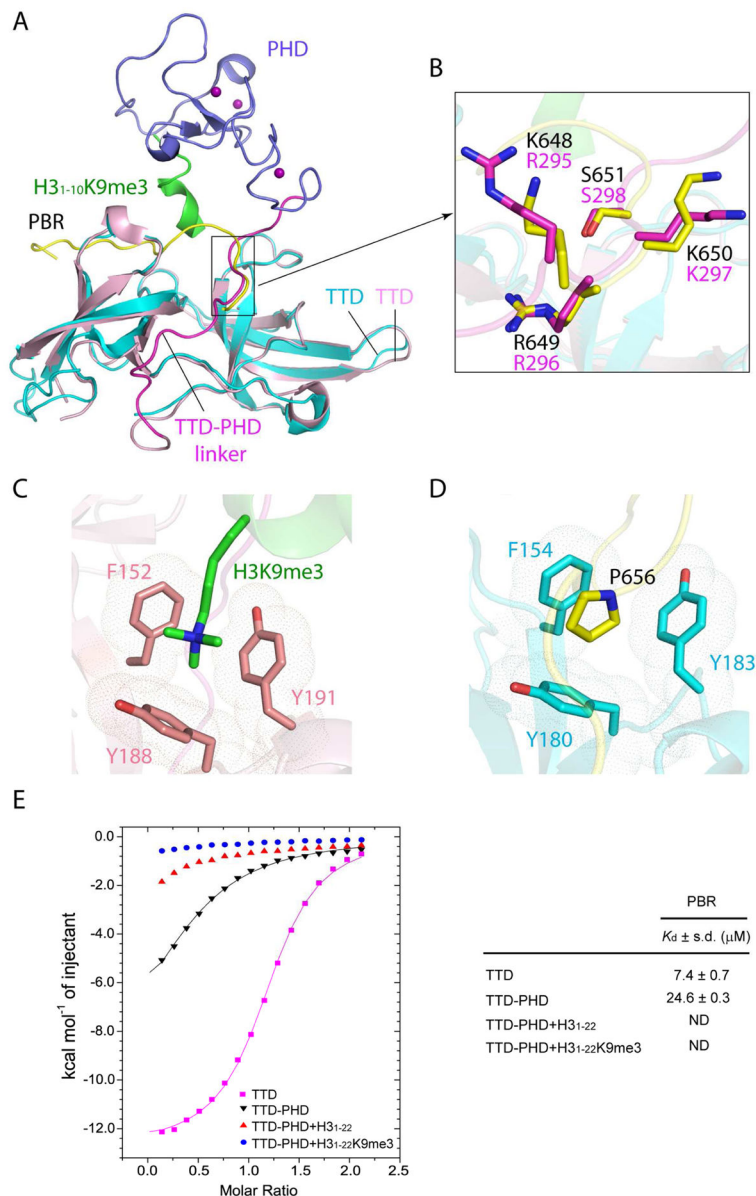 A
PHD
H3₁₋₁₀K9me3
PBR
TTD TTD
TTD-PHD
linker
B
K648
R295
S651
S298
K650
K297
R649
R296
C
F152
H3K9me3
Y191
Y188
D
F154
P656
Y183
Y180
E
kcal mol⁻¹ of injectant
0.0
-2.0
-4.0
-6.0
-8.0
-10.0
-12.0
TTD
TTD-PHD
TTD-PHD+H3₁₋₂₂
TTD-PHD+H3₁₋₂₂K9me3
0.0 0.5 1.0 1.5 2.0 2.5
Molar Ratio
PBR
Kd ± s.d. (μM)
TTD 7.4 ± 0.7
TTD-PHD 24.6 ± 0.3
TTD-PHD+H3₁₋₂₂ ND
TTD-PHD+H3₁₋₂₂K9me3 ND